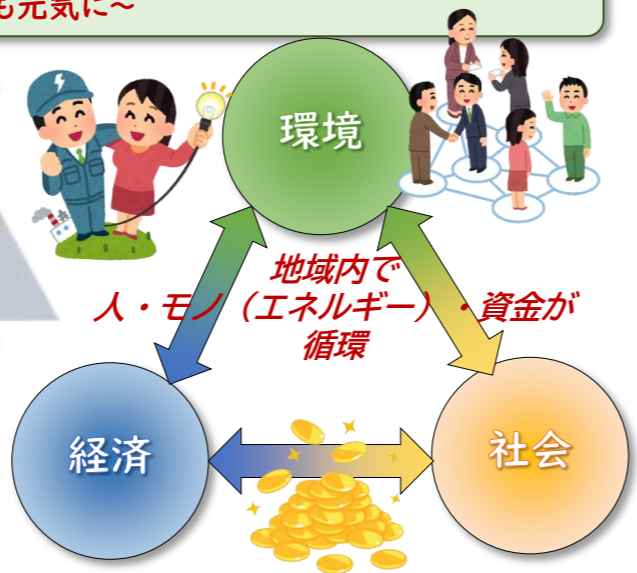 も元気に～
環境
地域内で
人・モノ（エネルギー）・資金が
循環
経済
社会